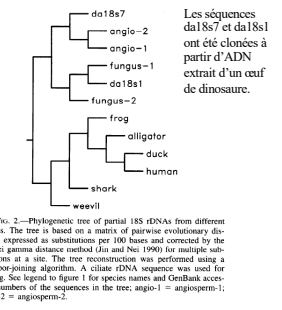 da18s7
angio-2
angio-1
fungus-1
da18s1
fungus-2
frog
alligator
duck
human
shark
weevil
Les séquences
da18s7 et da18s1
ont été clonées à
partir d’ADN
extrait d’un œuf
de dinosaure.
FIG. 2.—Phylogenetic tree of partial 18S rDNAs from different
s. The tree is based on a matrix of pairwise evolutionary dis-
expressed as substitutions per 100 bases and corrected by the
ei gamma distance method (Jin and Nei 1990) for multiple sub-
ons at a site. The tree reconstruction was performed using a
bor-joining algorithm. A ciliate rDNA sequence was used for
g. See legend to figure 1 for species names and GenBank acces-
numbers of the sequences in the tree; angio-1 = angiosperm-1;
2 = angiosperm-2.